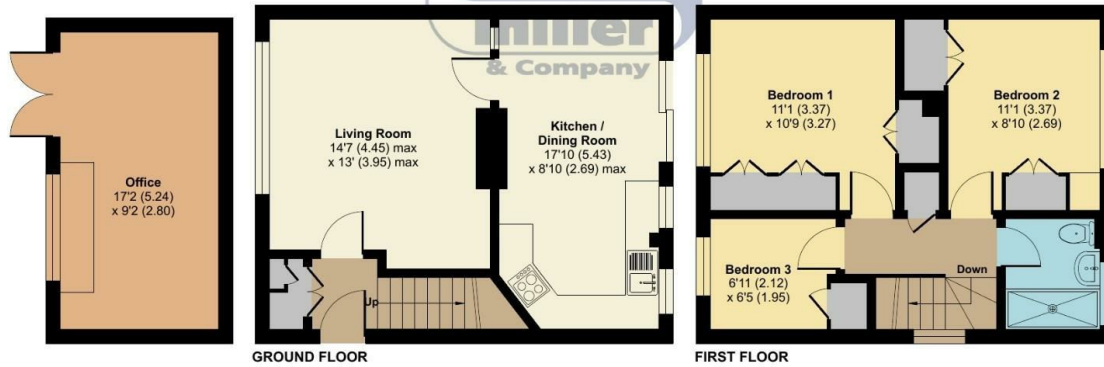 miller
& Company
Office
17'2 (5.24)
x 9'2 (2.80)
Living Room
14'7 (4.45) max
x 13' (3.95) max
Kitchen /
Dining Room
17'10 (5.43)
x 8'10 (2.69) max
Up
GROUND FLOOR
Bedroom 1
11'1 (3.37)
x 10'9 (3.27)
Bedroom 2
11'1 (3.37)
x 8'10 (2.69)
Bedroom 3
6'11 (2.12)
x 6'5 (1.95)
Down
FIRST FLOOR